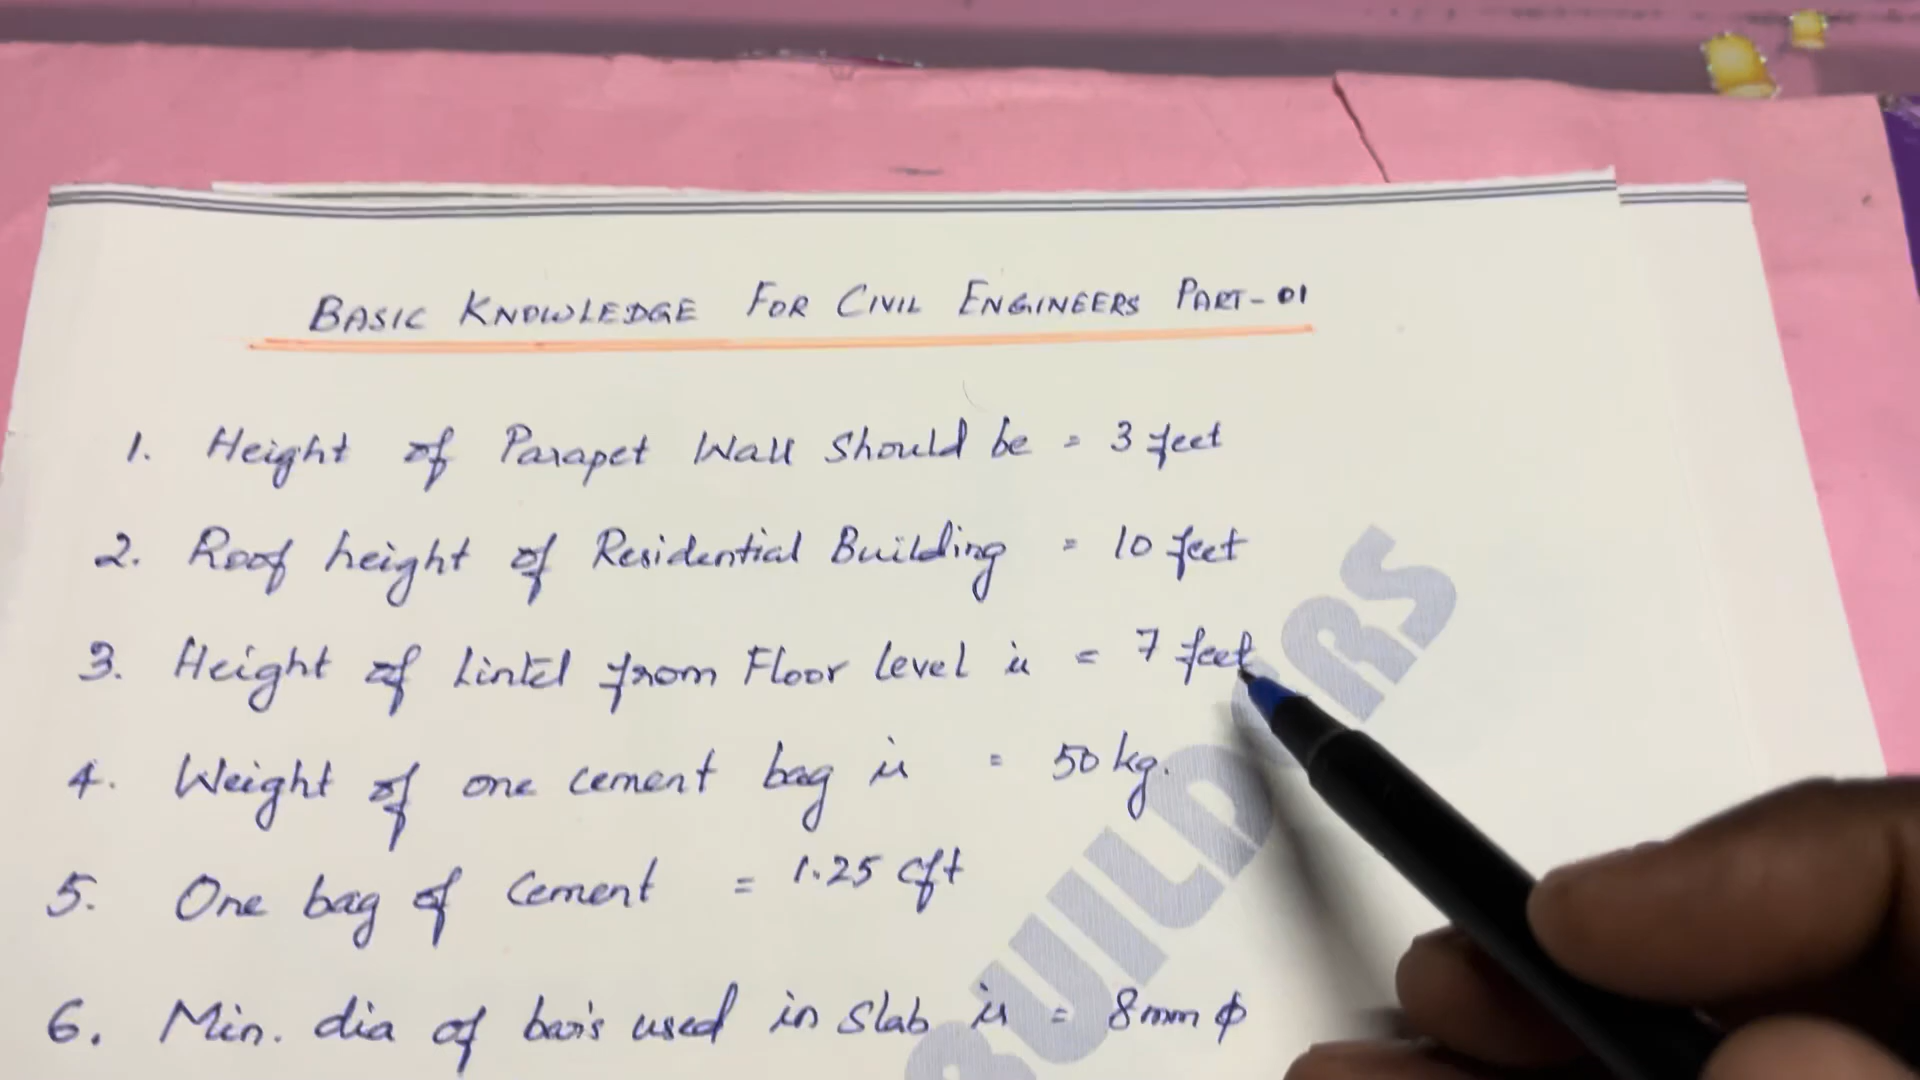 BASIC KNOWLEDGE FOR CIVIL ENGINEERS PART-01
1. Height of Parapet Wall Should be = 3 feet
2. Roof height of Residential Building = 10 feet
3. Height of Lintel from Floor Level is = 7 feet
4. Weight of one cement bag is = 50 kg.
5. One bag of Cement = 1.25 cft
6. Min. dia of bars used in Slab is = 8mm ϕ
BUILDERS